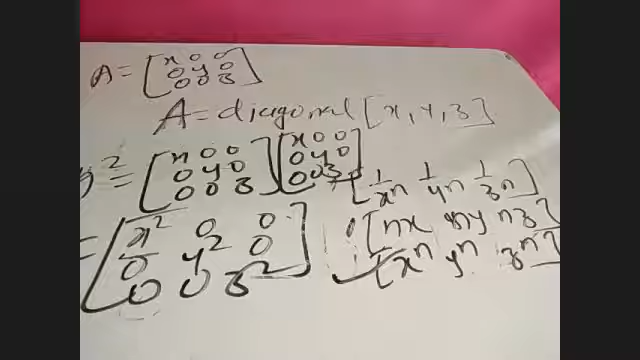 A = [x 0 0
0 y 0
0 0 3]
A = diagonal [x, y, 3]
² = [x 0 0
0 y 0
0 0 3] [x 0 0
0 y 0
0 0 3]
[1/xⁿ 1/yⁿ 1/3ⁿ]
= [x² 0 0
0 y² 0
0 0 3²]
[nx ny n3]
[xⁿ yⁿ 3ⁿ]